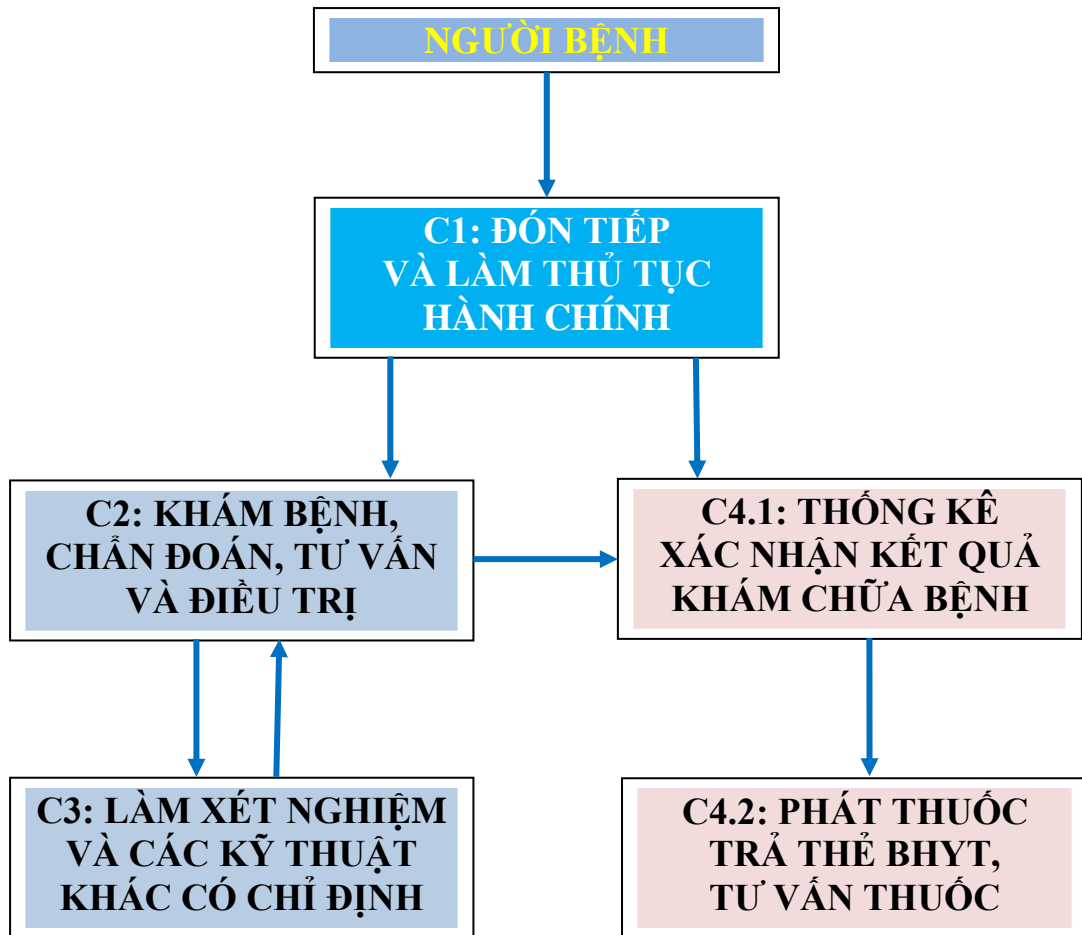 NGƯỜI BỆNH
C1: ĐÓN TIẾP
VÀ LÀM THỦ TỤC
HÀNH CHÍNH
C2: KHÁM BỆNH,
CHẨN ĐOÁN, TƯ VẤN
VÀ ĐIỀU TRỊ
C4.1: THỐNG KÊ
XÁC NHẬN KẾT QUẢ
KHÁM CHỮA BỆNH
C3: LÀM XÉT NGHIỆM
VÀ CÁC KỸ THUẬT
KHÁC CÓ CHỈ ĐỊNH
C4.2: PHÁT THUỐC
TRẢ THẺ BHYT,
TƯ VẤN THUỐC